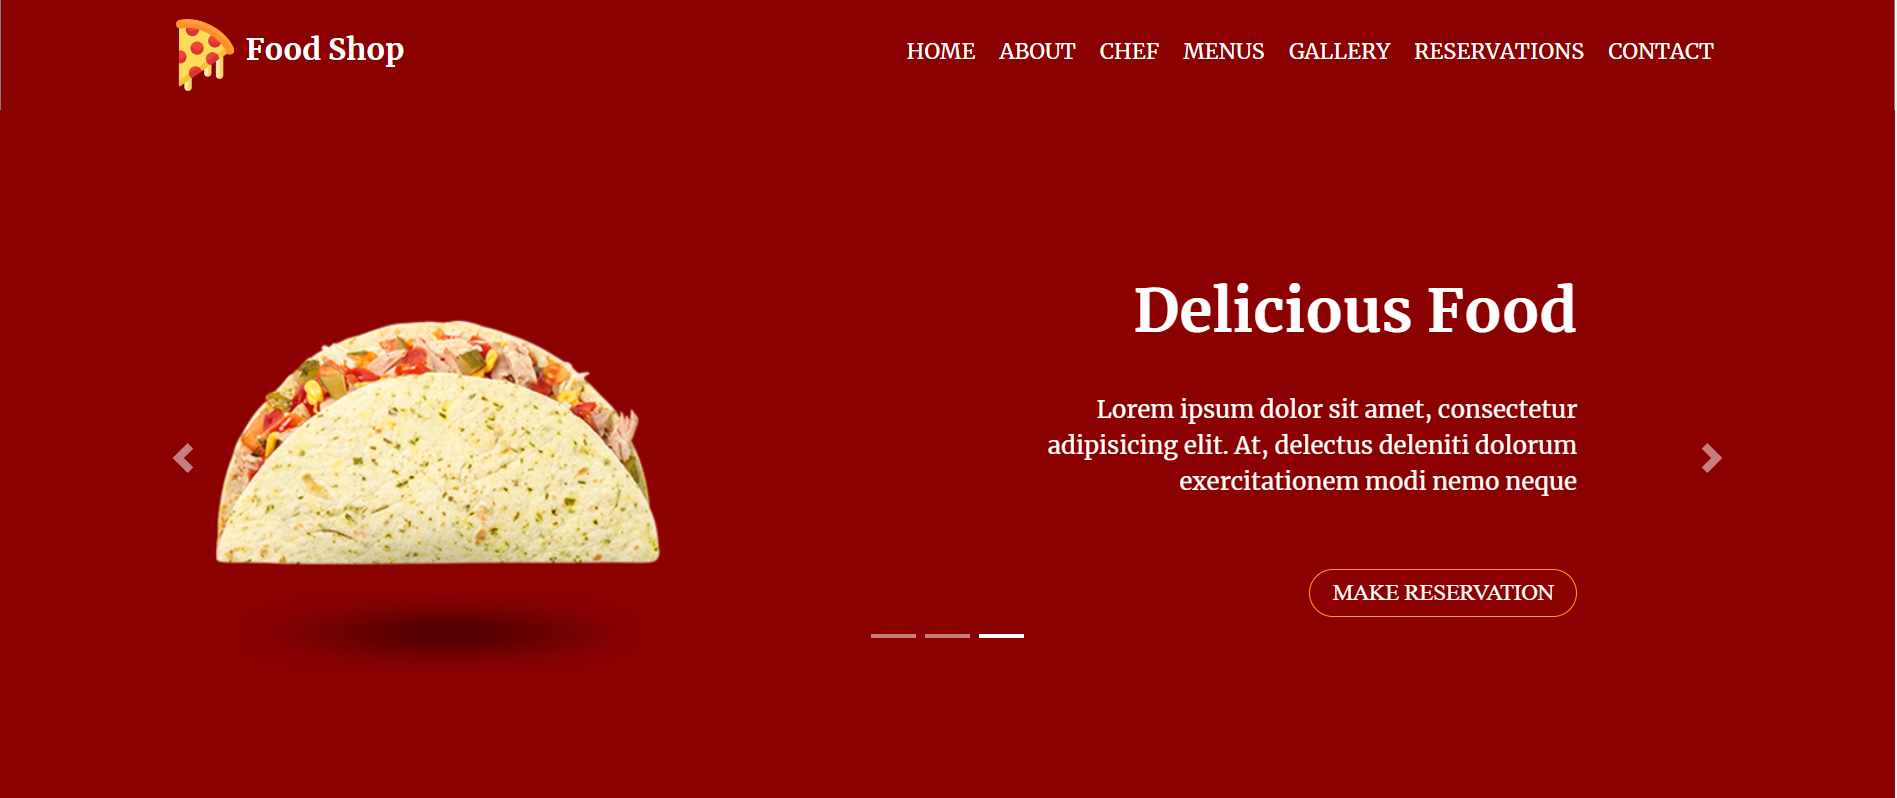 Food Shop
HOME ABOUT CHEF MENUS GALLERY RESERVATIONS CONTACT
Delicious Food
Lorem ipsum dolor sit amet, consectetur
adipisicing elit. At, delectus deleniti dolorum
exercitationem modi nemo neque
MAKE RESERVATION